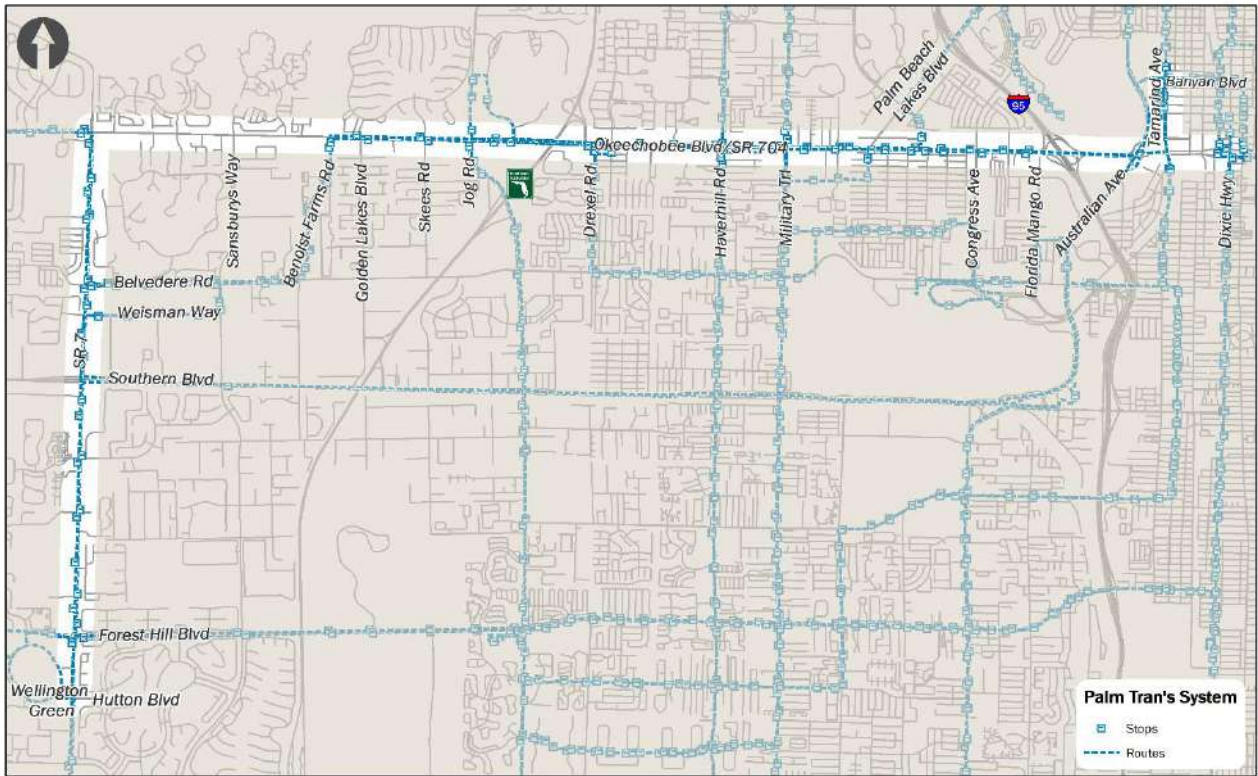 Palm Beach
Lakes Blvd
95
Tamarind Ave
Banyan Blvd
Okeechobee Blvd/SR-704
Sansburys Way
Benoist Farms Rd
Golden Lakes Blvd
Skees Rd
Jog Rd
Drexel Rd
Haverhill Rd
Military Trl
Congress Ave
Florida Mango Rd
Australian Ave
Dixie Hwy
Belvedere Rd
Weisman Way
SR-7
Southern Blvd
Forest Hill Blvd
Wellington
Green
Hutton Blvd
Palm Tran's System
Stops
Routes